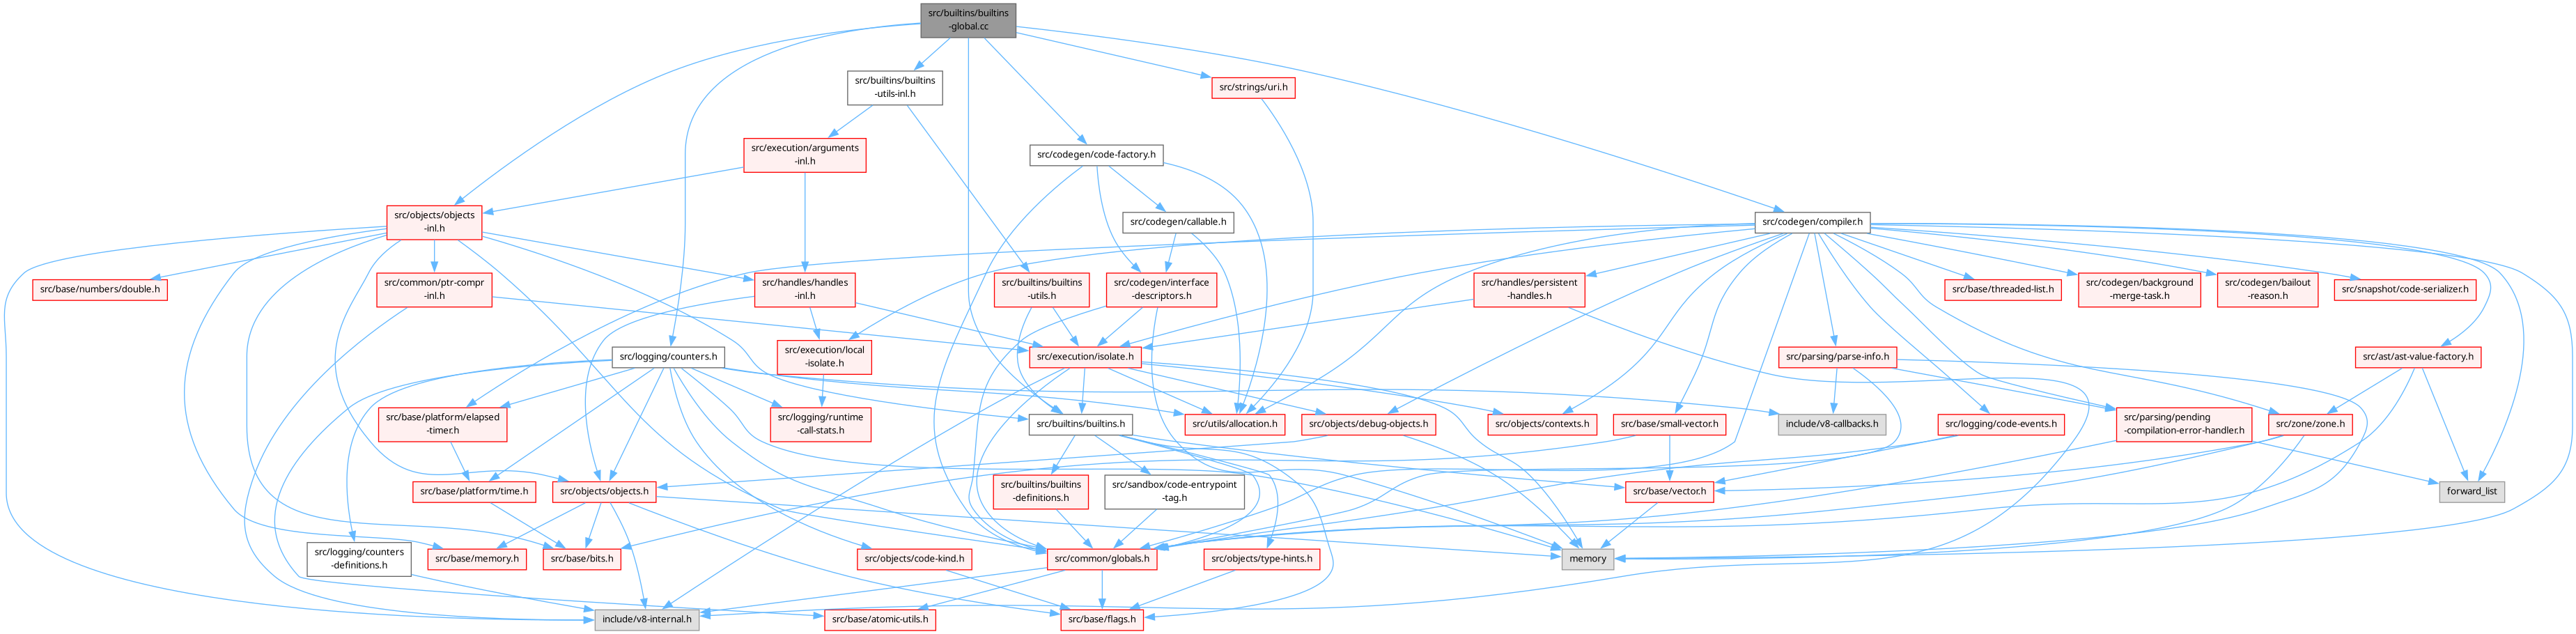 src/builtins/builtins
-global.cc
src/builtins/builtins
-utils-inl.h
src/strings/uri.h
src/execution/arguments
-inl.h
src/codegen/code-factory.h
src/objects/objects
-inl.h
src/codegen/callable.h
src/codegen/compiler.h
src/base/numbers/double.h
src/common/ptr-compr
-inl.h
src/handles/handles
-inl.h
src/builtins/builtins
-utils.h
src/codegen/interface
-descriptors.h
src/handles/persistent
-handles.h
src/base/threaded-list.h
src/codegen/background
-merge-task.h
src/codegen/bailout
-reason.h
src/snapshot/code-serializer.h
src/logging/counters.h
src/execution/local
-isolate.h
src/execution/isolate.h
src/parsing/parse-info.h
src/ast/ast-value-factory.h
src/base/platform/elapsed
-timer.h
src/logging/runtime
-call-stats.h
src/builtins/builtins.h
src/utils/allocation.h
src/objects/debug-objects.h
src/objects/contexts.h
src/base/small-vector.h
include/v8-callbacks.h
src/logging/code-events.h
src/parsing/pending
-compilation-error-handler.h
src/zone/zone.h
src/base/platform/time.h
src/objects/objects.h
src/builtins/builtins
-definitions.h
src/sandbox/code-entrypoint
-tag.h
src/base/vector.h
forward_list
src/logging/counters
-definitions.h
src/base/memory.h
src/base/bits.h
src/objects/code-kind.h
src/common/globals.h
src/objects/type-hints.h
memory
include/v8-internal.h
src/base/atomic-utils.h
src/base/flags.h